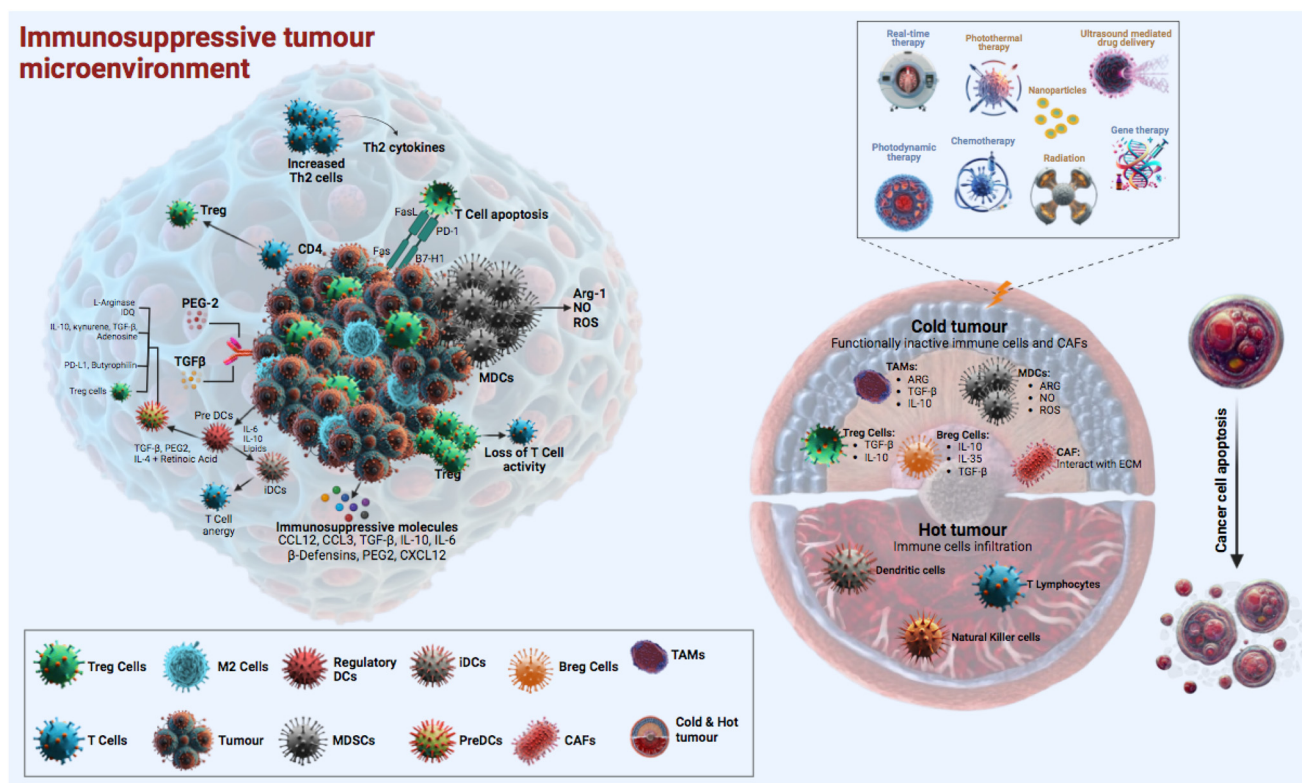 Immunosuppressive tumour
microenvironment
Increased
Th2 cells
Th2 cytokines
Treg
CD4
FasL
T Cell apoptosis
PD-1
Fas
B7-H1
Arg-1
NO
ROS
MDCs
PEG-2
TGFβ
L-Arginase
IDQ
IL-10, kynurene, TGF-β,
Adenosine
PD-L1, Butyrophilin
Treg cells
Pre DCs
IL-6
IL-10
Lipids
TGF-β, PEG2,
IL-4 + Retinoic Acid
iDCs
T Cell
anergy
Treg
Loss of T Cell
activity
Immunosuppressive molecules
CCL12, CCL3, TGF-β, IL-10, IL-6
β-Defensins, PEG2, CXCL12
Real-time
therapy
Photothermal
therapy
Ultrasound mediated
drug delivery
Nanoparticles
Photodynamic
therapy
Chemotherapy
Radiation
Gene therapy
Cold tumour
Functionally inactive immune cells and CAFs
TAMs:
• ARG
• TGF-β
• IL-10
MDCs:
• ARG
• NO
• ROS
Treg Cells:
• TGF-β
• IL-10
Breg Cells:
• IL-10
• IL-35
• TGF-β
CAF:
Interact with ECM
Hot tumour
Immune cells infiltration
Dendritic cells
T Lymphocytes
Natural Killer cells
Cancer cell apoptosis
Treg Cells
M2 Cells
Regulatory
DCs
iDCs
Breg Cells
TAMs
T Cells
Tumour
MDSCs
PreDCs
CAFs
Cold & Hot
tumour